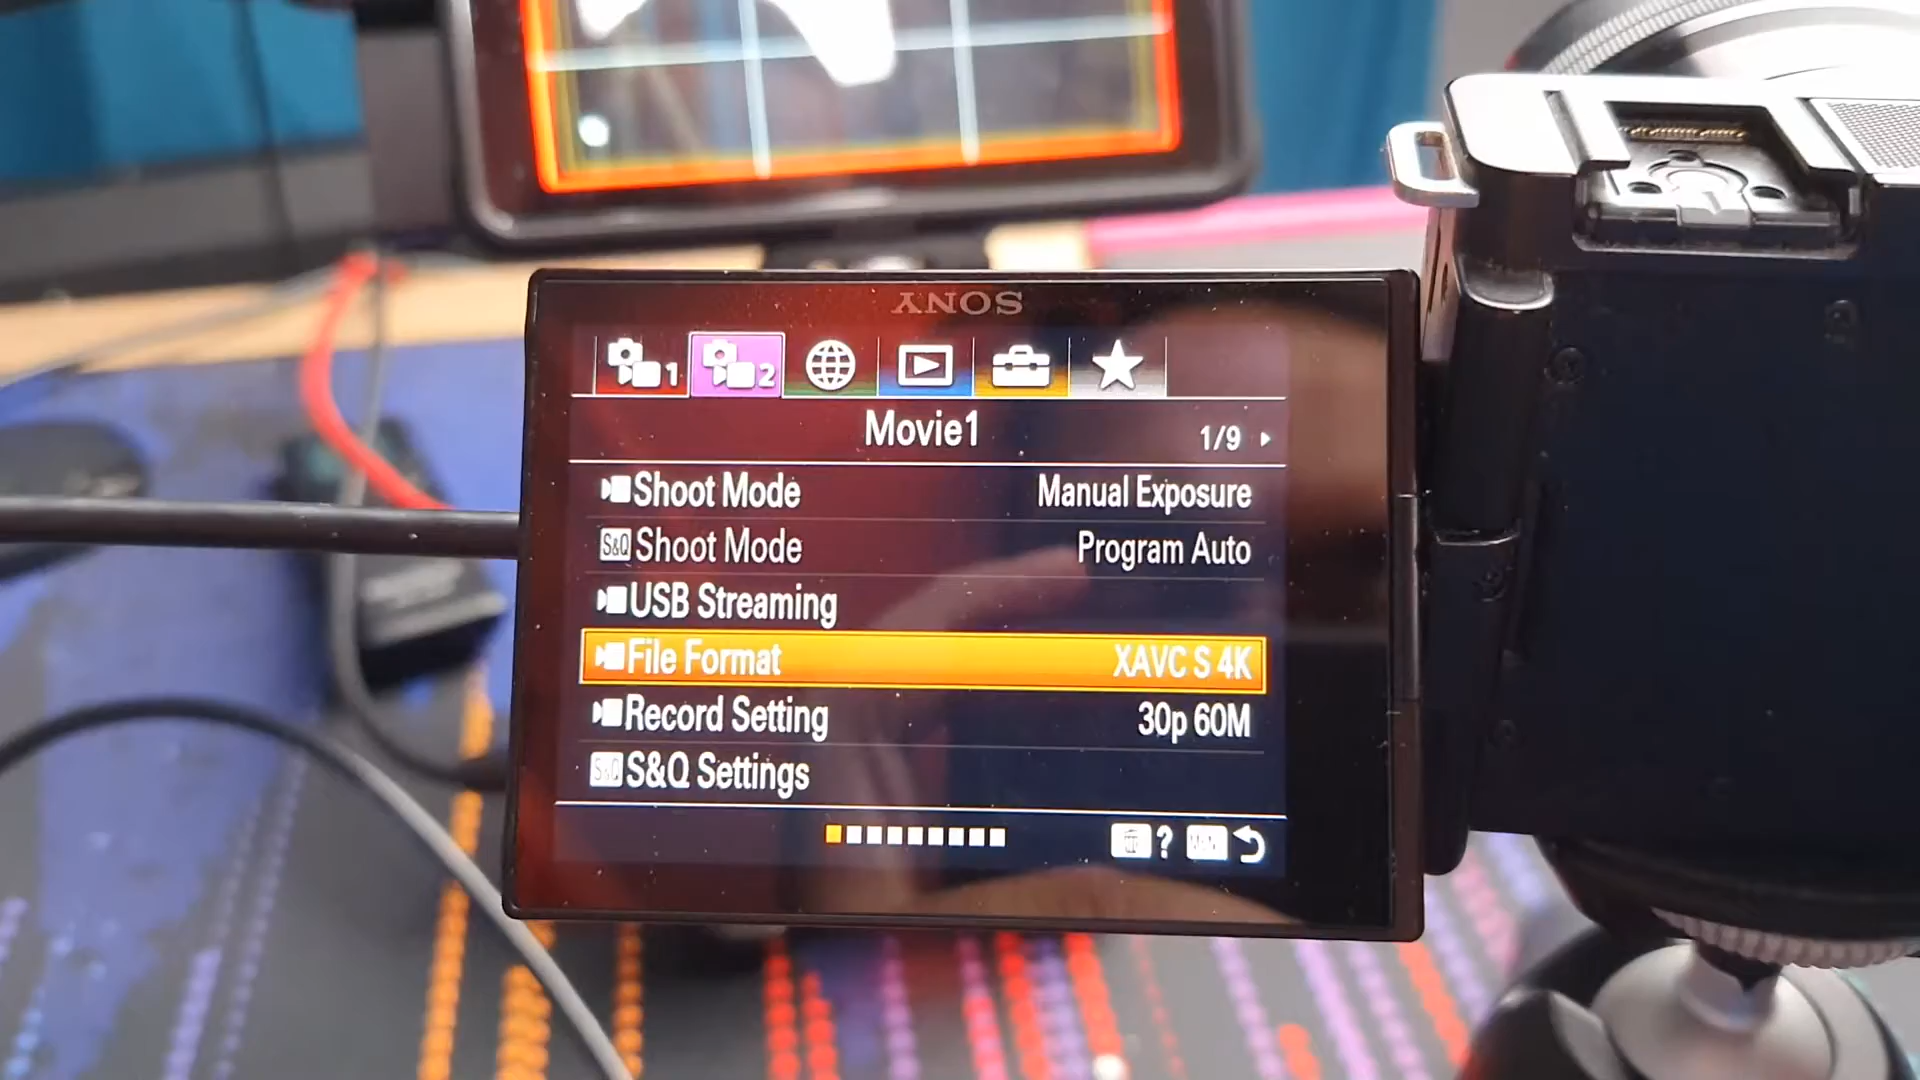 SONY
1 2
Movie1 1/9
Shoot Mode Manual Exposure
S&Q Shoot Mode Program Auto
USB Streaming
File Format XAVC S 4K
Record Setting 30p 60M
S&Q S&Q Settings
?